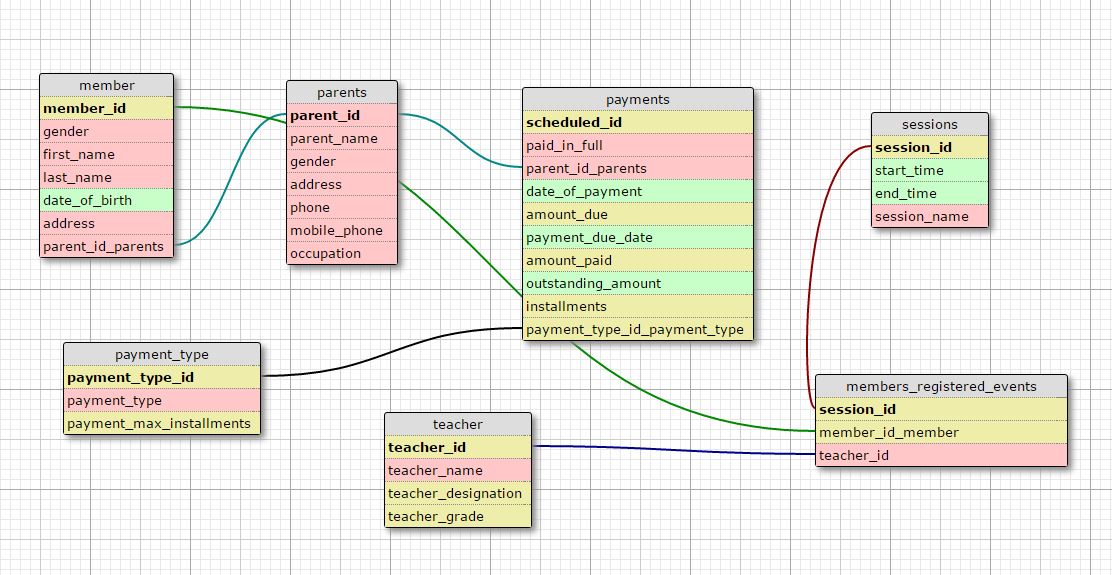 member
member_id
gender
first_name
last_name
date_of_birth
address
parent_id_parents
parents
parent_id
parent_name
gender
address
phone
mobile_phone
occupation
payments
scheduled_id
paid_in_full
parent_id_parents
date_of_payment
amount_due
payment_due_date
amount_paid
outstanding_amount
installments
payment_type_id_payment_type
sessions
session_id
start_time
end_time
session_name
payment_type
payment_type_id
payment_type
payment_max_installments
teacher
teacher_id
teacher_name
teacher_designation
teacher_grade
members_registered_events
session_id
member_id_member
teacher_id